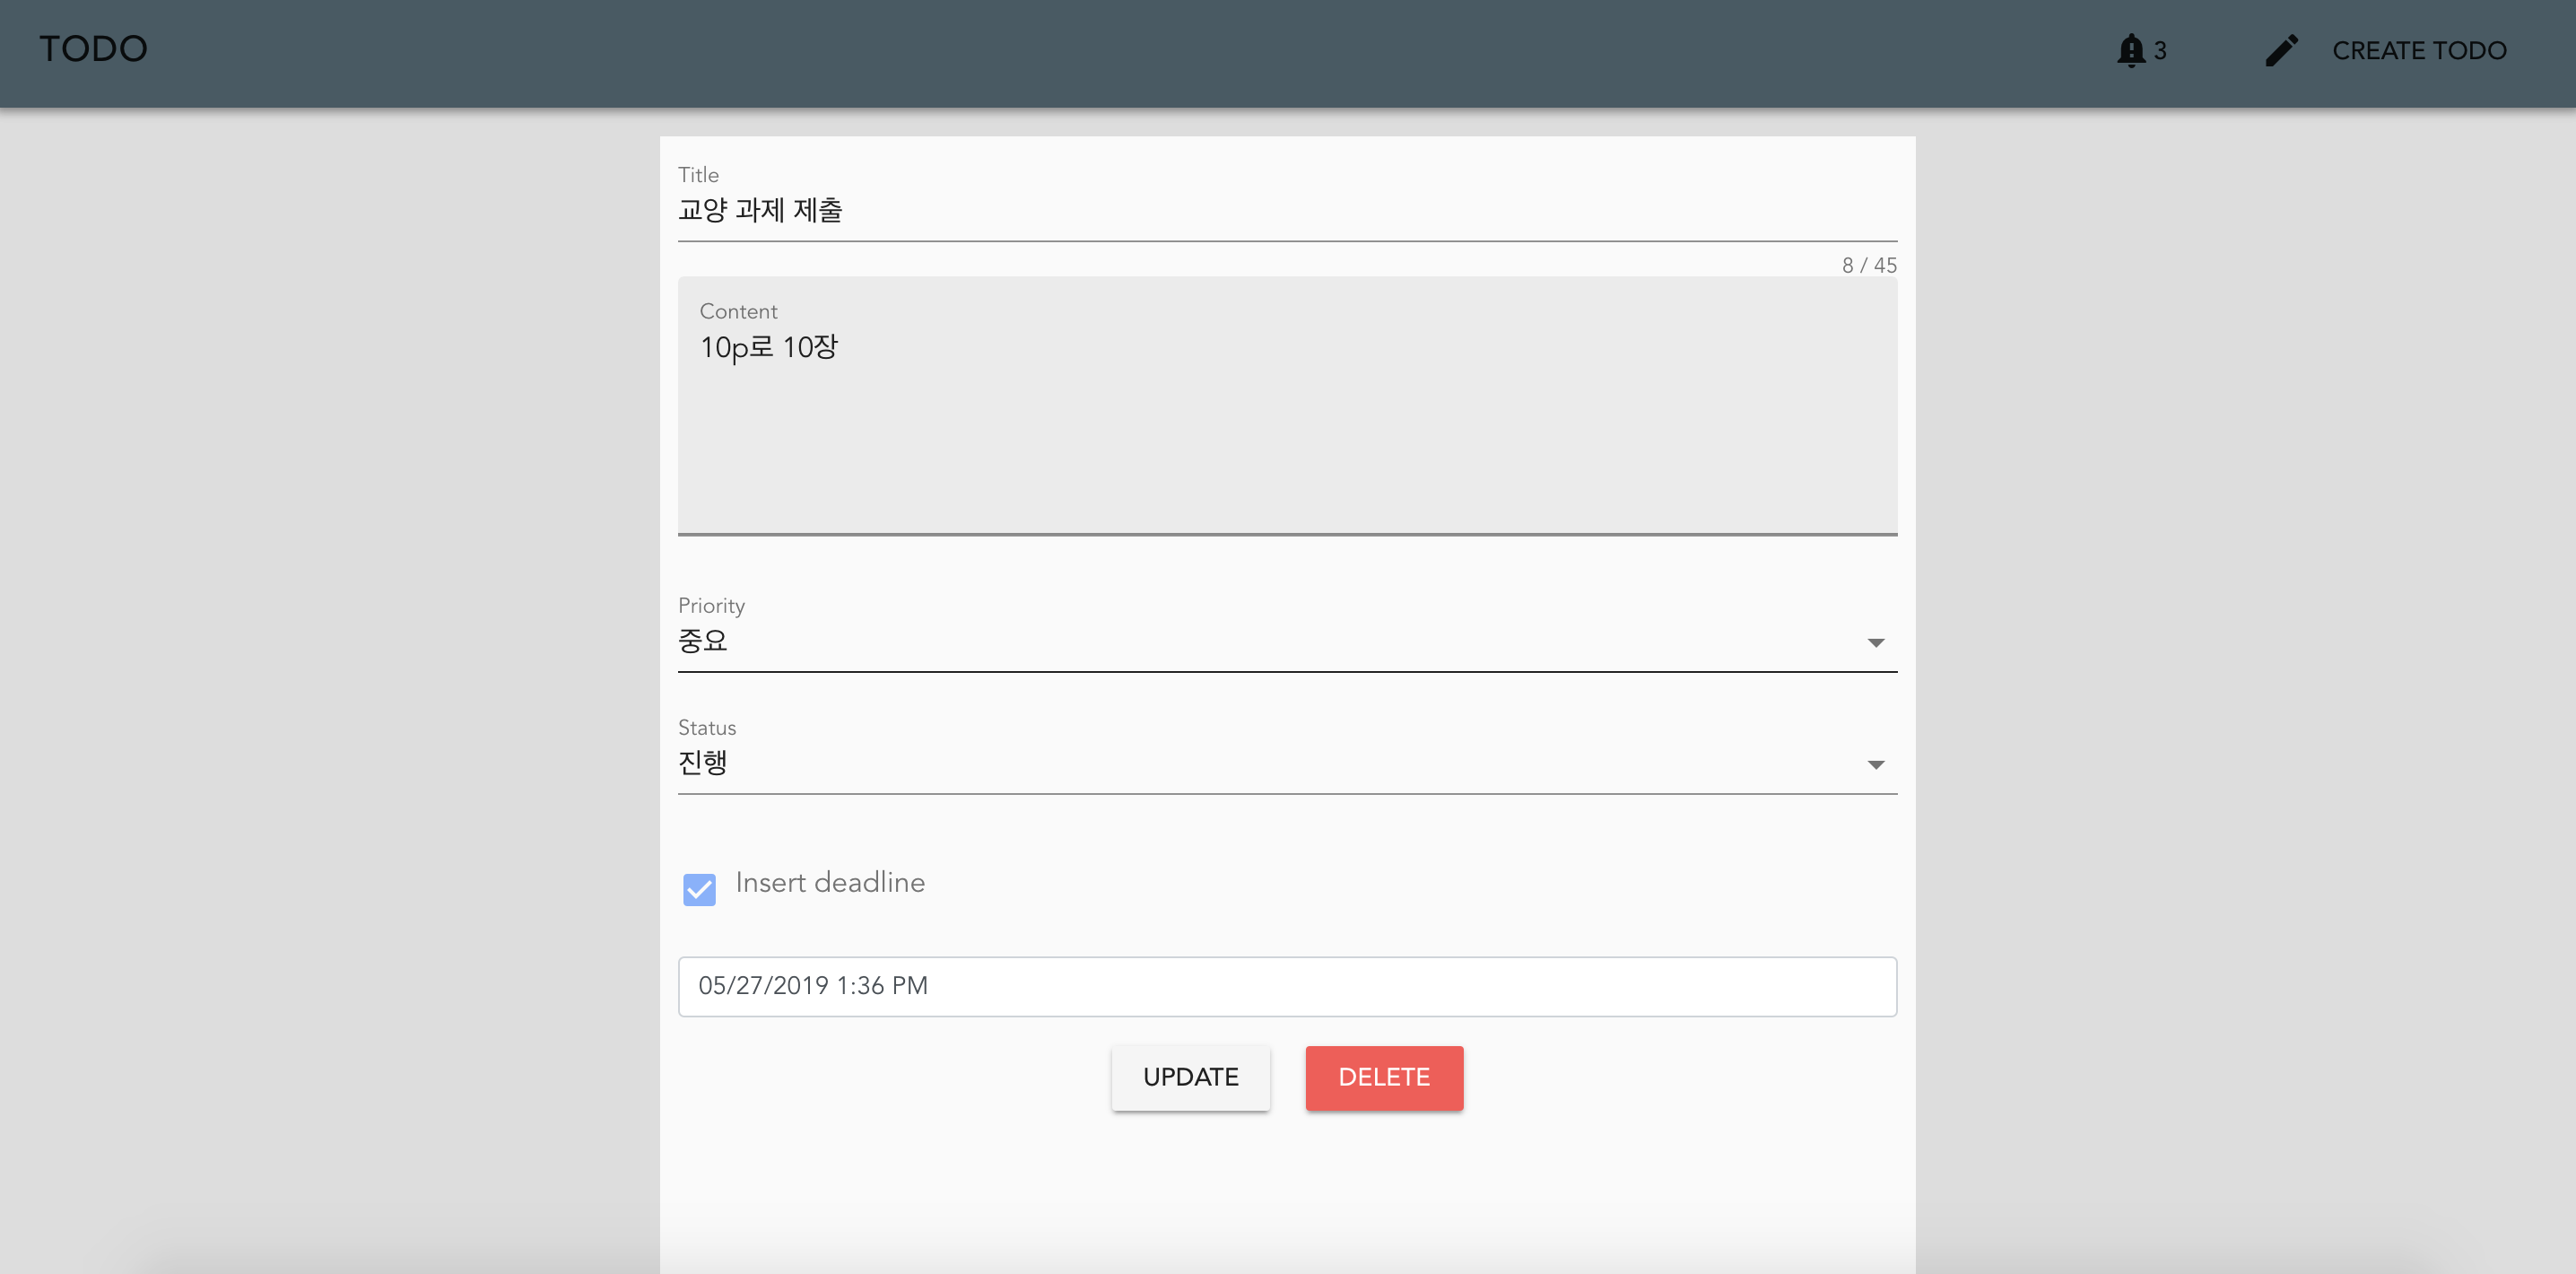 TODO
3
CREATE TODO
Title
교양 과제 제출
8 / 45
Content
10p로 10장
Priority
중요
Status
진행
Insert deadline
05/27/2019 1:36 PM
UPDATE
DELETE